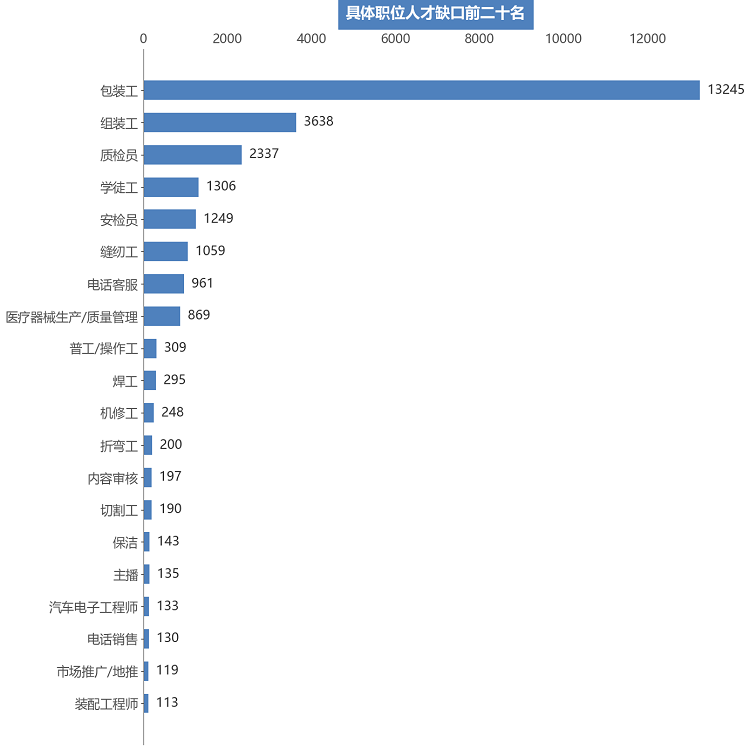 具体职位人才缺口前二十名
0 2000 4000 6000 8000 10000 12000
包装工 13245
组装工 3638
质检员 2337
学徒工 1306
安检员 1249
缝纫工 1059
电话客服 961
医疗器械生产/质量管理 869
普工/操作工 309
焊工 295
机修工 248
折弯工 200
内容审核 197
切割工 190
保洁 143
主播 135
汽车电子工程师 133
电话销售 130
市场推广/地推 119
装配工程师 113